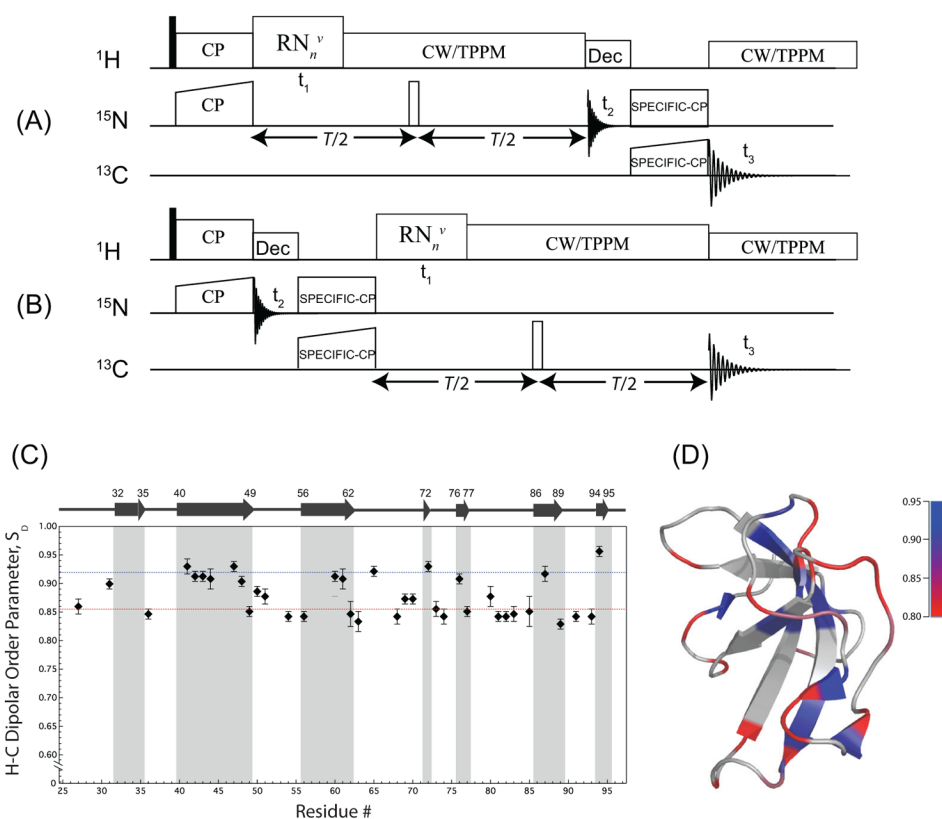 (A)
¹H
CP
RNₙᵛ
CW/TPPM
Dec
CW/TPPM
t₁
¹⁵N
CP
t₂
SPECIFIC-CP
T/2
T/2
¹³C
SPECIFIC-CP
t₃
(B)
¹H
CP
Dec
RNₙᵛ
CW/TPPM
CW/TPPM
t₁
¹⁵N
CP
t₂
SPECIFIC-CP
¹³C
SPECIFIC-CP
T/2
T/2
t₃
(C)
32 35 40 49 56 62 72 76 77 86 89 94 95
H-C Dipolar Order Parameter, S_D
1.00
0.95
0.90
0.85
0.80
0.75
0.70
0.65
0.60
0
25 30 35 40 45 50 55 60 65 70 75 80 85 90 95
Residue #
(D)
0.95
0.90
0.85
0.80